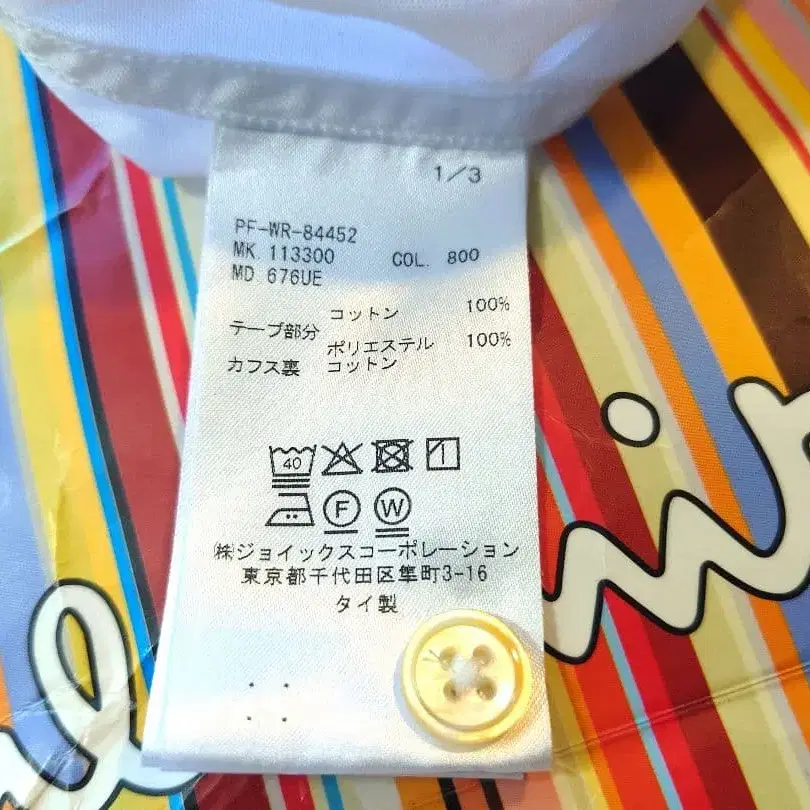 1/3
PF-WR-84452
MK 113300 COL. 800
MD 676UE
コットン 100%
テープ部分
ポリエステル 100%
カフス裏 コットン
40
F W
㈱ジョイックスコーポレーション
東京都千代田区隼町3-16
タイ製